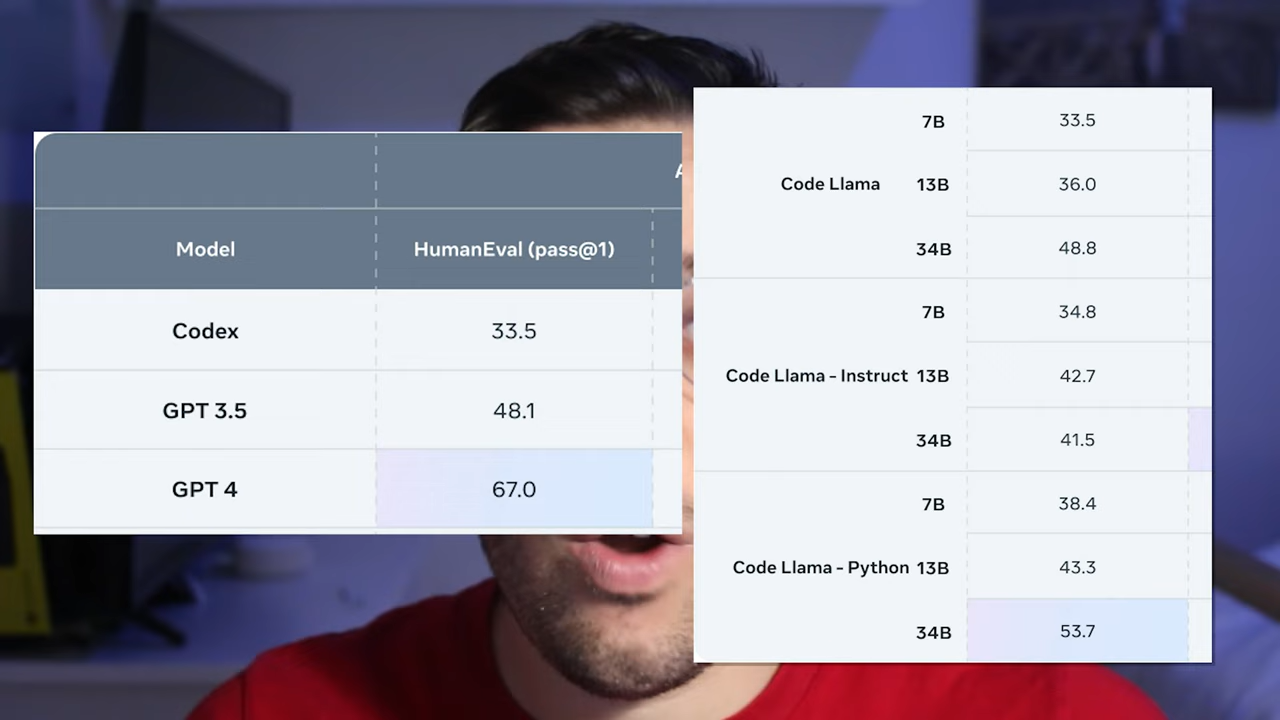 A
Model HumanEval (pass@1)
Codex 33.5
GPT 3.5 48.1
GPT 4 67.0
7B 33.5
Code Llama 13B 36.0
34B 48.8
7B 34.8
Code Llama - Instruct 13B 42.7
34B 41.5
7B 38.4
Code Llama - Python 13B 43.3
34B 53.7